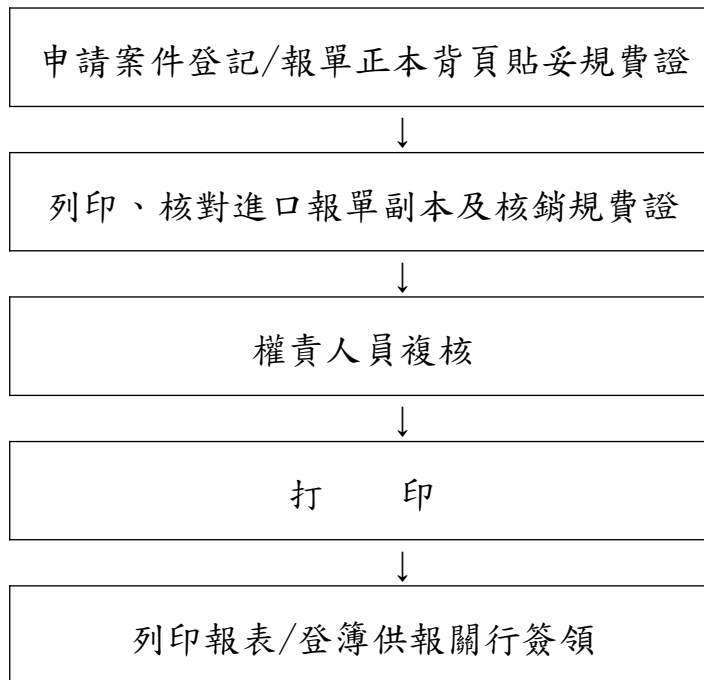 申請案件登記/報單正本背頁貼妥規費證
↓
列印、核對進口報單副本及核銷規費證
↓
權責人員複核
↓
打　　印
↓
列印報表/登簿供報關行簽領